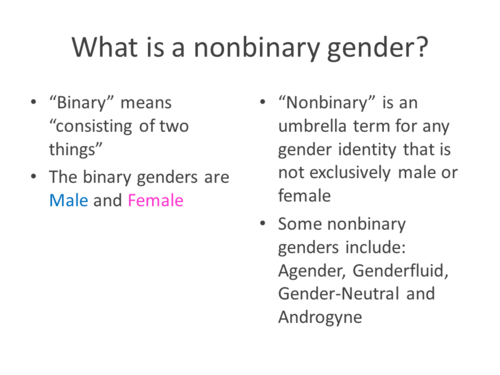 What is a nonbinary gender?
• “Binary” means
“consisting of two
things”
• The binary genders are
Male and Female
• “Nonbinary” is an
umbrella term for any
gender identity that is
not exclusively male or
female
• Some nonbinary
genders include:
Agender, Genderfluid,
Gender-Neutral and
Androgyne